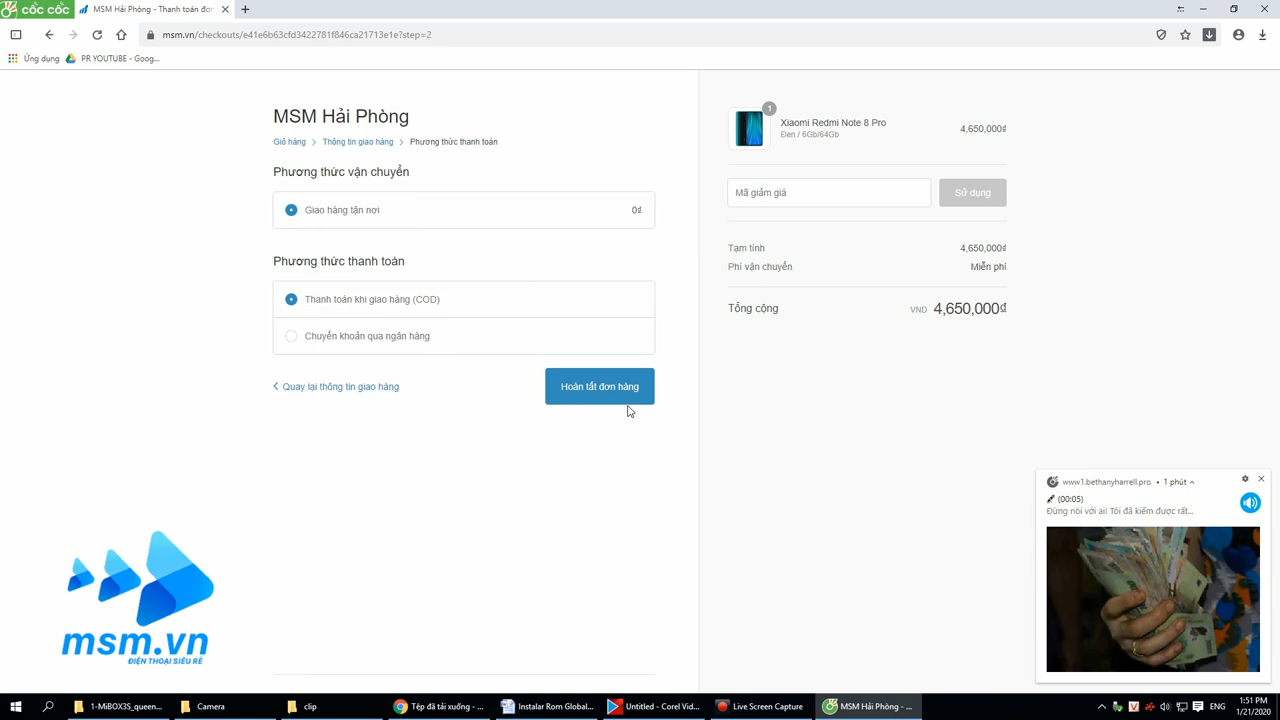 CỐC CỐC
MSM Hải Phòng - Thanh toán đơn
msm.vn/checkouts/e41e6b63cfd3422781f846ca21713e1e?step=2
Ứng dụng
PR YOUTUBE - Goog...
MSM Hải Phòng
Giỏ hàng > Thông tin giao hàng > Phương thức thanh toán
Phương thức vận chuyển
Giao hàng tận nơi 0₫
Phương thức thanh toán
Thanh toán khi giao hàng (COD)
Chuyển khoản qua ngân hàng
Quay lại thông tin giao hàng
Hoàn tất đơn hàng
1
Xiaomi Redmi Note 8 Pro 4,650,000₫
Đen / 6Gb/64Gb
Mã giảm giá
Sử dụng
Tạm tính 4,650,000₫
Phí vận chuyển Miễn phí
Tổng cộng VND 4,650,000₫
www1.bethanyharrell.pro • 1 phút
(00:05)
Đừng nói với ai! Tôi đã kiếm được rất...
msm.vn
ĐIỆN THOẠI SIÊU RẺ
1-MiBOX3S_queen...
Camera
clip
Tép đã tải xuống - ...
Instalar Rom Global...
Untitled - Corel Vid...
Live Screen Capture
MSM Hải Phòng - ...
ENG
1:51 PM
1/21/2020